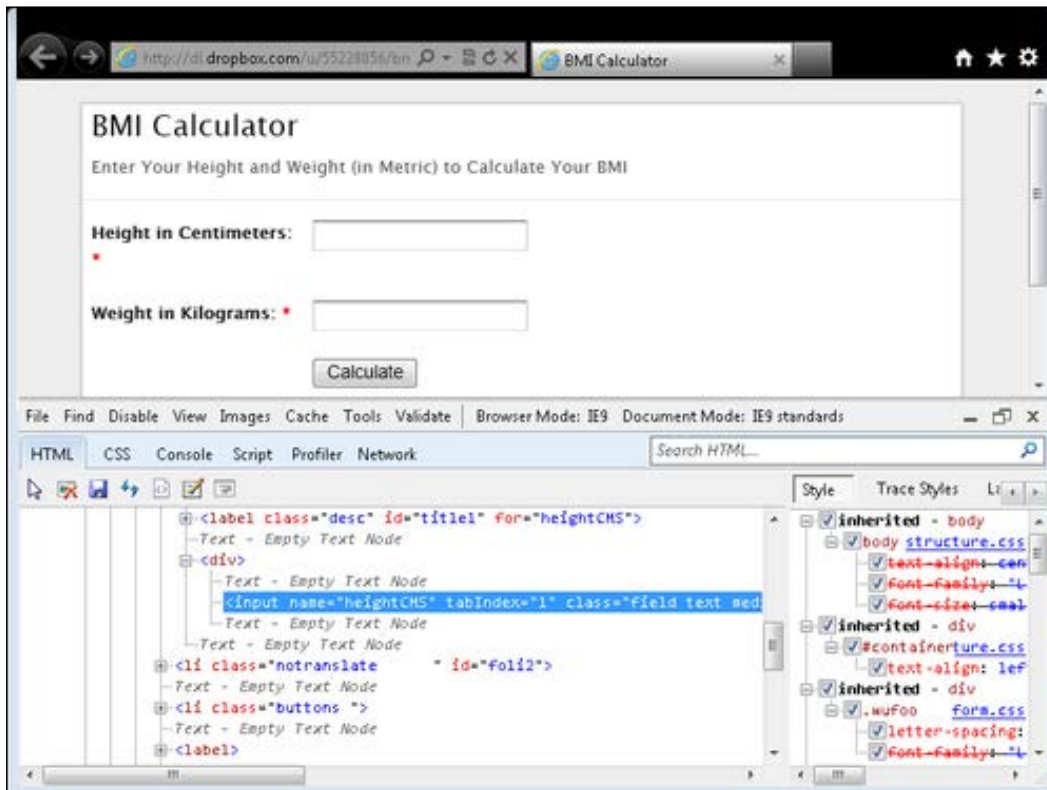 http://dl.dropbox.com/u/55228856/bm
BMI Calculator
BMI Calculator
Enter Your Height and Weight (in Metric) to Calculate Your BMI
Height in Centimeters:
*
Weight in Kilograms: *
Calculate
File Find Disable View Images Cache Tools Validate Browser Mode: IE9 Document Mode: IE9 standards
HTML CSS Console Script Profiler Network Search HTML...
Style Trace Styles
<label class="desc" id="title1" for="heightCMS">
Text - Empty Text Node
<div>
Text - Empty Text Node
<input name="heightCMS" tabIndex="1" class="field text med
Text - Empty Text Node
Text - Empty Text Node
<li class="notranslate " id="foli2">
Text - Empty Text Node
<li class="buttons ">
Text - Empty Text Node
<label>
inherited - body
body structure.css
text-align: cen
font-family: "L
font-size: smal
inherited - div
#containerture.css
text-align: lef
inherited - div
.wufoo form.css
letter-spacing:
font-family: "L